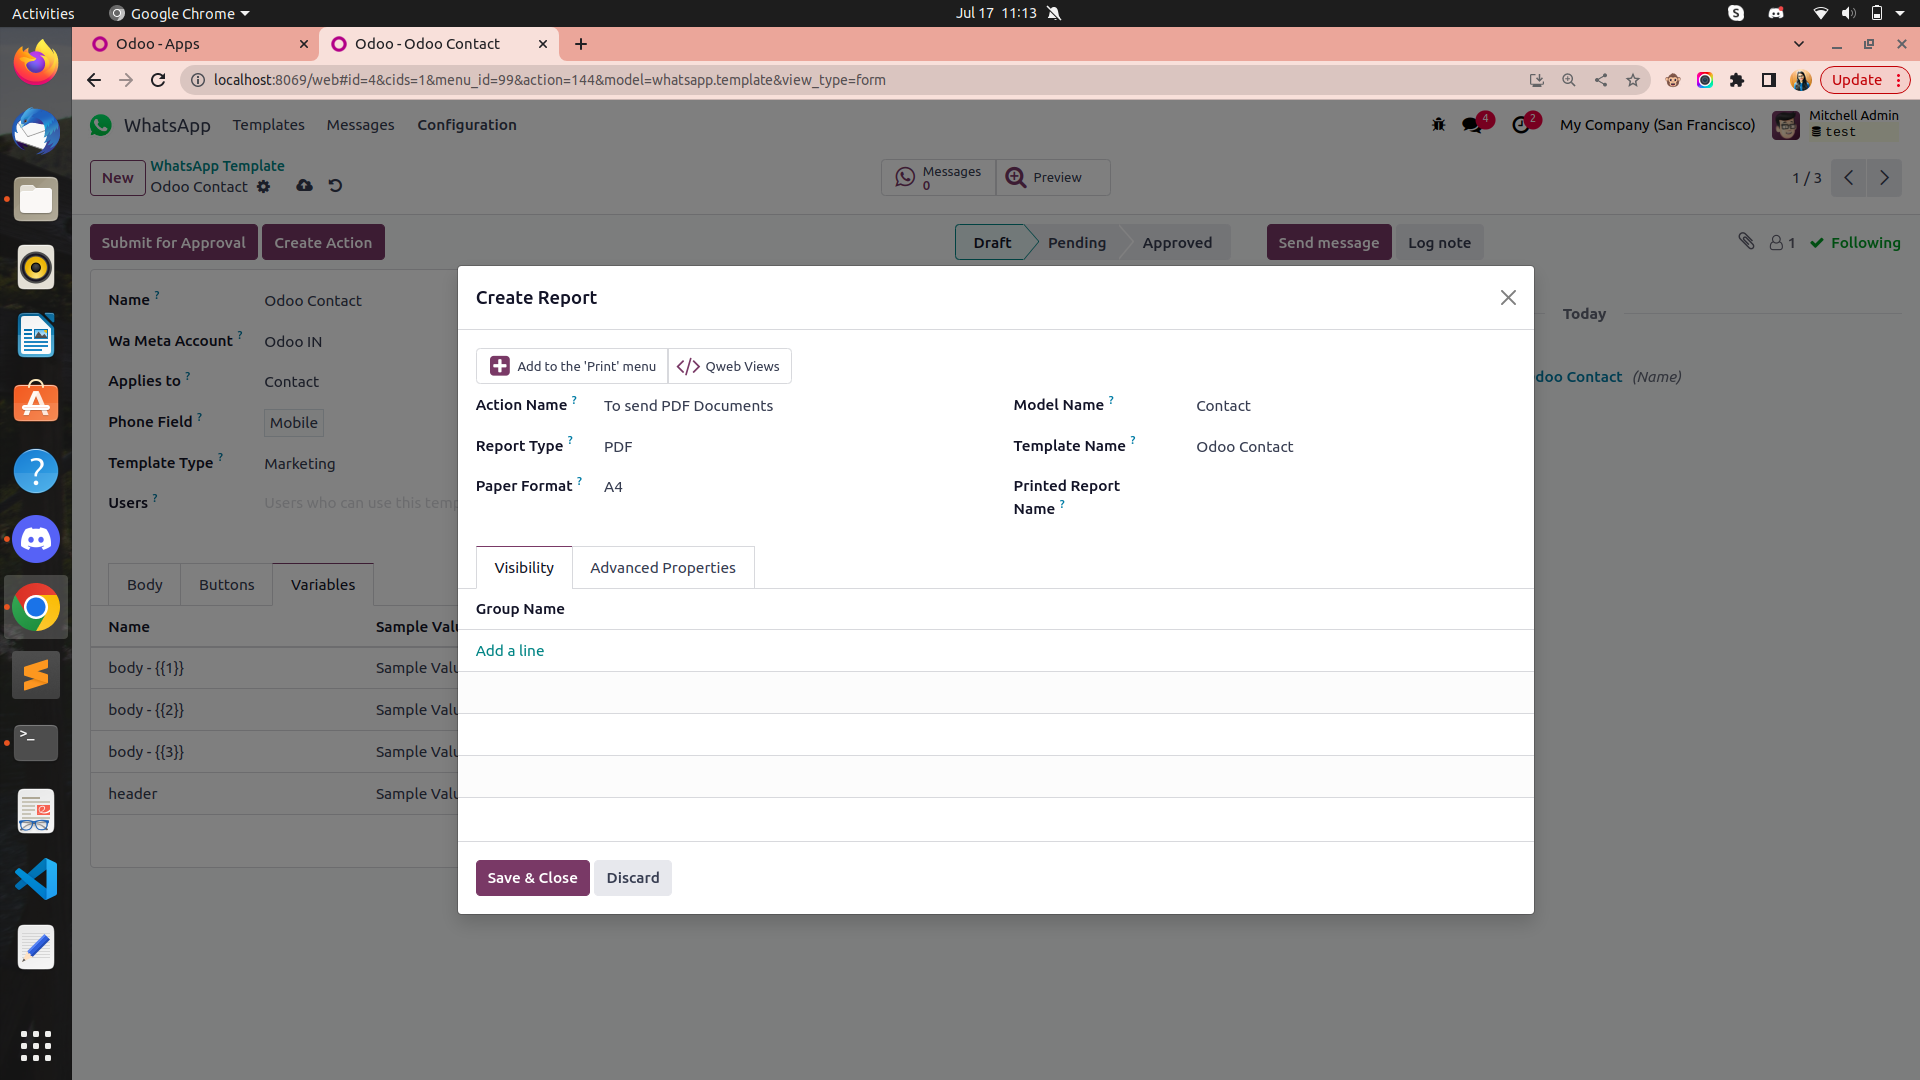 Activities
Google Chrome
Jul 17 11:13
Odoo - Apps
Odoo - Odoo Contact
localhost:8069/web#id=4&cids=1&menu_id=99&action=144&model=whatsapp.template&view_type=form
Update
WhatsApp
Templates
Messages
Configuration
4
2
My Company (San Francisco)
Mitchell Admin
test
New
WhatsApp Template
Odoo Contact
Messages
0
Preview
1 / 3
Submit for Approval
Create Action
Draft
Pending
Approved
Send message
Log note
1
Following
Name ?
Odoo Contact
Wa Meta Account ?
Odoo IN
Applies to ?
Contact
Phone Field ?
Mobile
Template Type ?
Marketing
Users ?
Users who can use this temp
Body
Buttons
Variables
Name
Sample Valu
body - {{1}}
Sample Valu
body - {{2}}
Sample Valu
body - {{3}}
Sample Valu
header
Sample Valu
Today
doo Contact (Name)
Create Report
Add to the 'Print' menu
Qweb Views
Action Name ?
To send PDF Documents
Model Name ?
Contact
Report Type ?
PDF
Template Name ?
Odoo Contact
Paper Format ?
A4
Printed Report
Name ?
Visibility
Advanced Properties
Group Name
Add a line
Save & Close
Discard